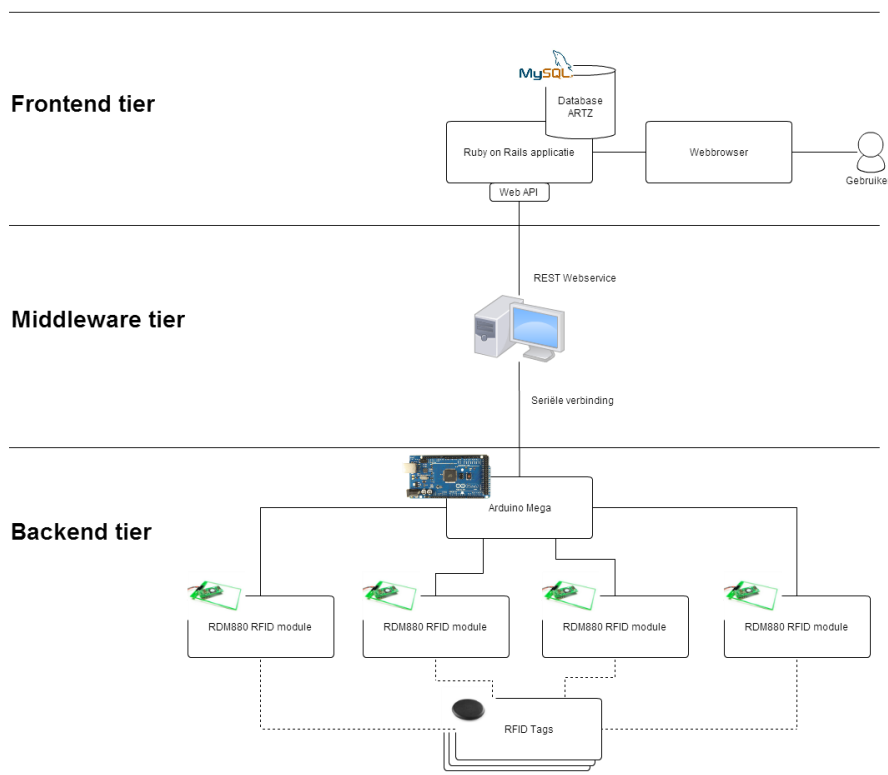 Frontend tier
MySQL
Database
ARTZ
Ruby on Rails applicatie
Webbrowser
Gebruike
Web API
REST Webservice
Middleware tier
Seriële verbinding
Arduino Mega
Backend tier
RDM880 RFID module
RDM880 RFID module
RDM880 RFID module
RDM880 RFID module
RFID Tags